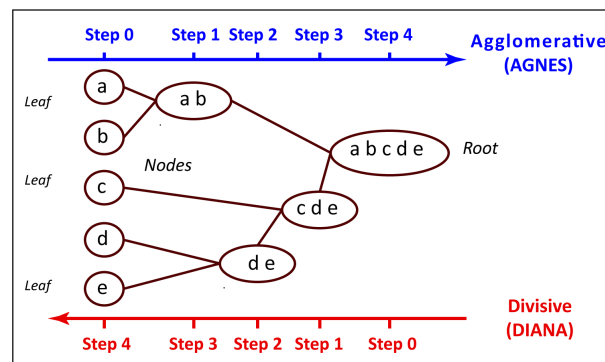 Step 0 Step 1 Step 2 Step 3 Step 4
Agglomerative
(AGNES)
Leaf
a
a b
b
a b c d e
Root
Nodes
Leaf
c
c d e
d
d e
Leaf
e
Divisive
(DIANA)
Step 4 Step 3 Step 2 Step 1 Step 0